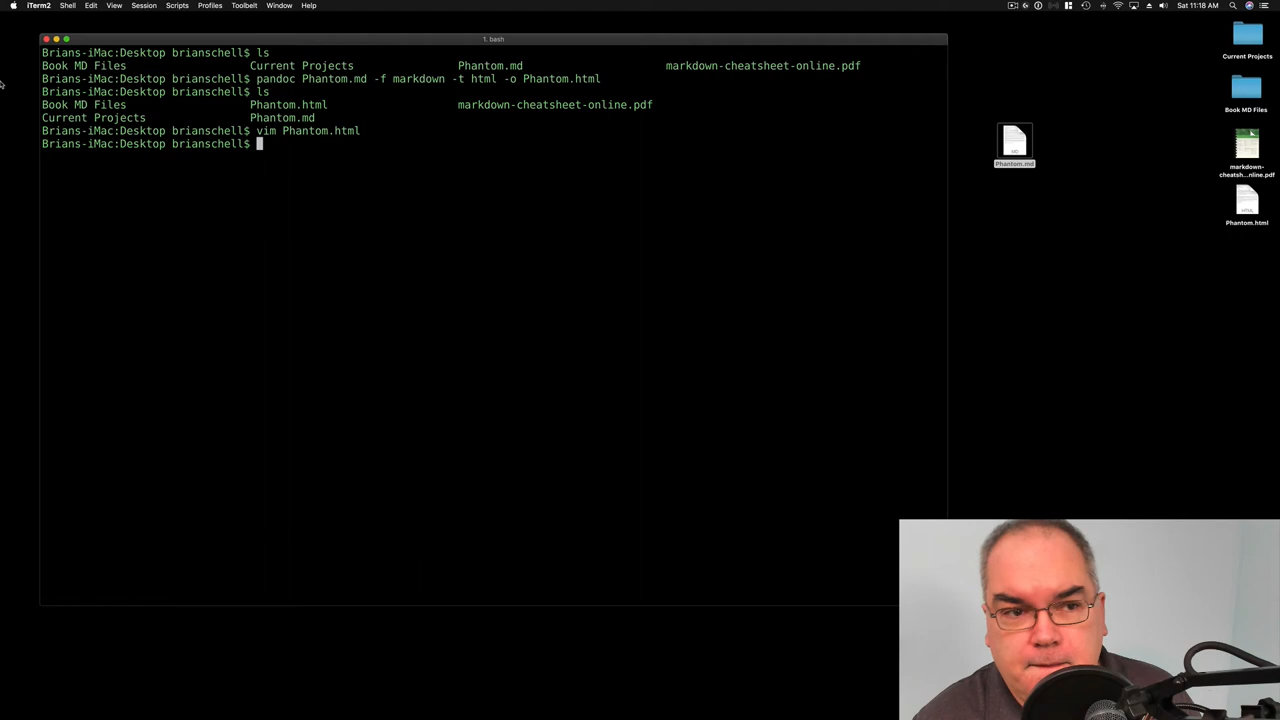 iTerm2 Shell Edit View Session Scripts Profiles Toolbelt Window Help Sat 11:18 AM
1. bash
Brians-iMac:Desktop brianschell$ ls
Book MD Files Current Projects Phantom.md markdown-cheatsheet-online.pdf
Brians-iMac:Desktop brianschell$ pandoc Phantom.md -f markdown -t html -o Phantom.html
Brians-iMac:Desktop brianschell$ ls
Book MD Files Phantom.html markdown-cheatsheet-online.pdf
Current Projects Phantom.md
Brians-iMac:Desktop brianschell$ vim Phantom.html
Brians-iMac:Desktop brianschell$
MD
Phantom.md
Current Projects
Book MD Files
markdown-
cheatsh...nline.pdf
HTML
Phantom.html